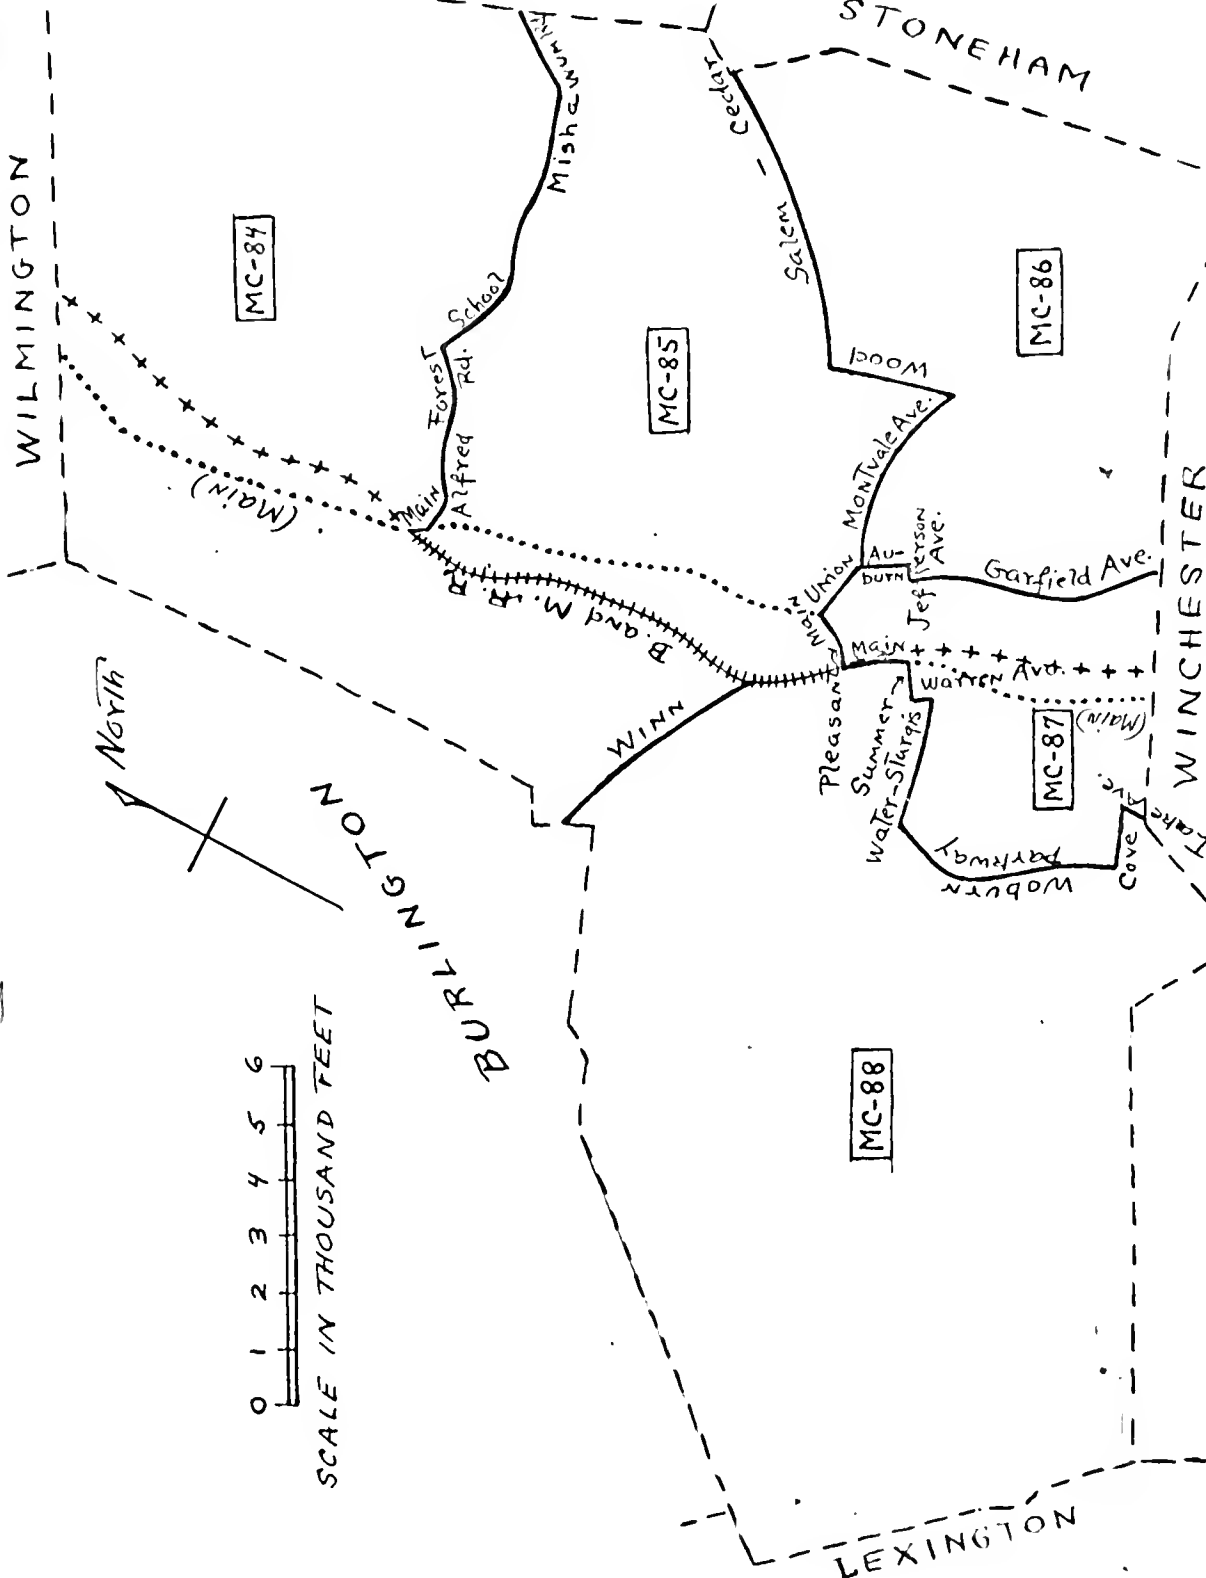 STONEHAM
WILMINGTON
Mishawum Rd.
Cedar
-
Salem
MC-84
School
Forest
Rd.
Alfred
Main
(Main)
MC-85
MC-86
Wood
Montvale Ave.
Union
Au-
burn
Jefferson
Ave.
Garfield Ave.
Main
Main
Warren Ave.
(Main)
WINCHESTER
B. and M. R.R.
Pleasant
Summer
Water-Sturgis
MC-87
Winn
Woburn
Parkway
Cove
Lake Ave.
North
BURLINGTON
0 1 2 3 4 5 6
SCALE IN THOUSAND FEET
MC-88
LEXINGTON